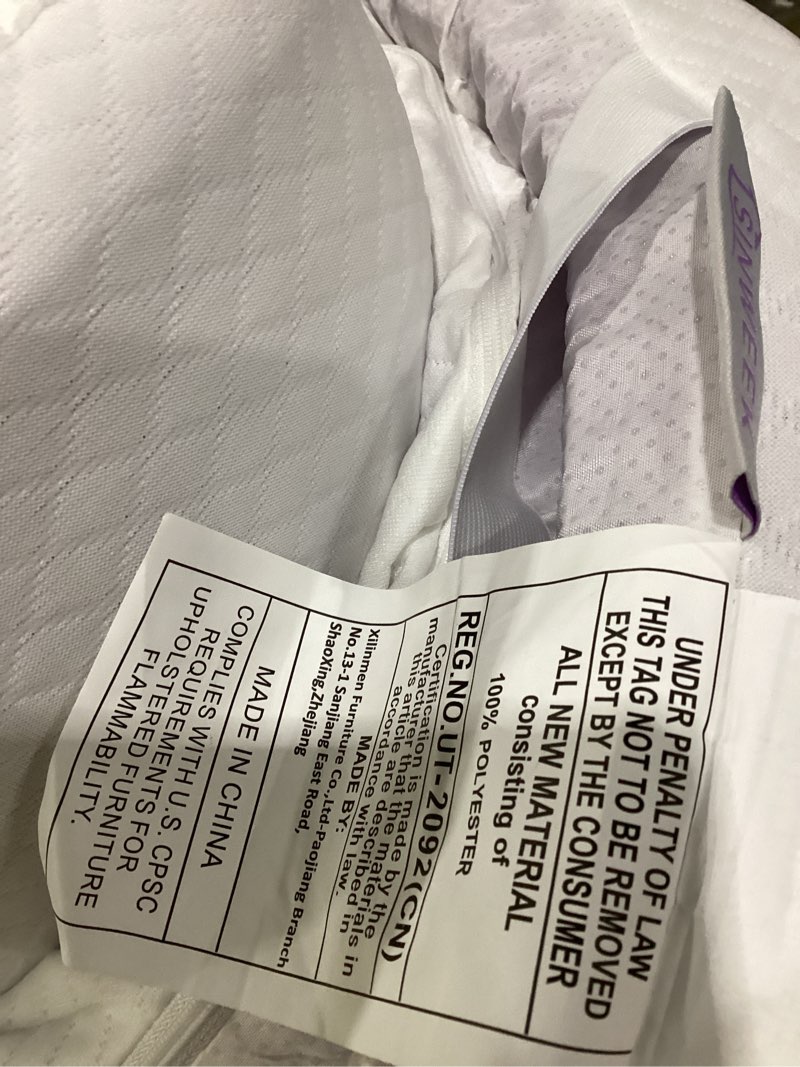 SINWEEK
UNDER PENALTY OF LAW
THIS TAG NOT TO BE REMOVED
EXCEPT BY THE CONSUMER
ALL NEW MATERIAL
consisting of
100% POLYESTER
REG.NO.UT-2092(CN)
Certification is made by the
manufacturer that the materials in
this article are described in
accordance with law.
MADE BY:
Xilinmen Furniture Co.,Ltd-Paojiang Branch
No.13-1 Sanjiang East Road,
ShaoXing,Zhejiang
MADE IN CHINA
COMPLIES WITH U.S. CPSC
REQUIREMENTS FOR
UPHOLSTERED FURNITURE
FLAMMABILITY.